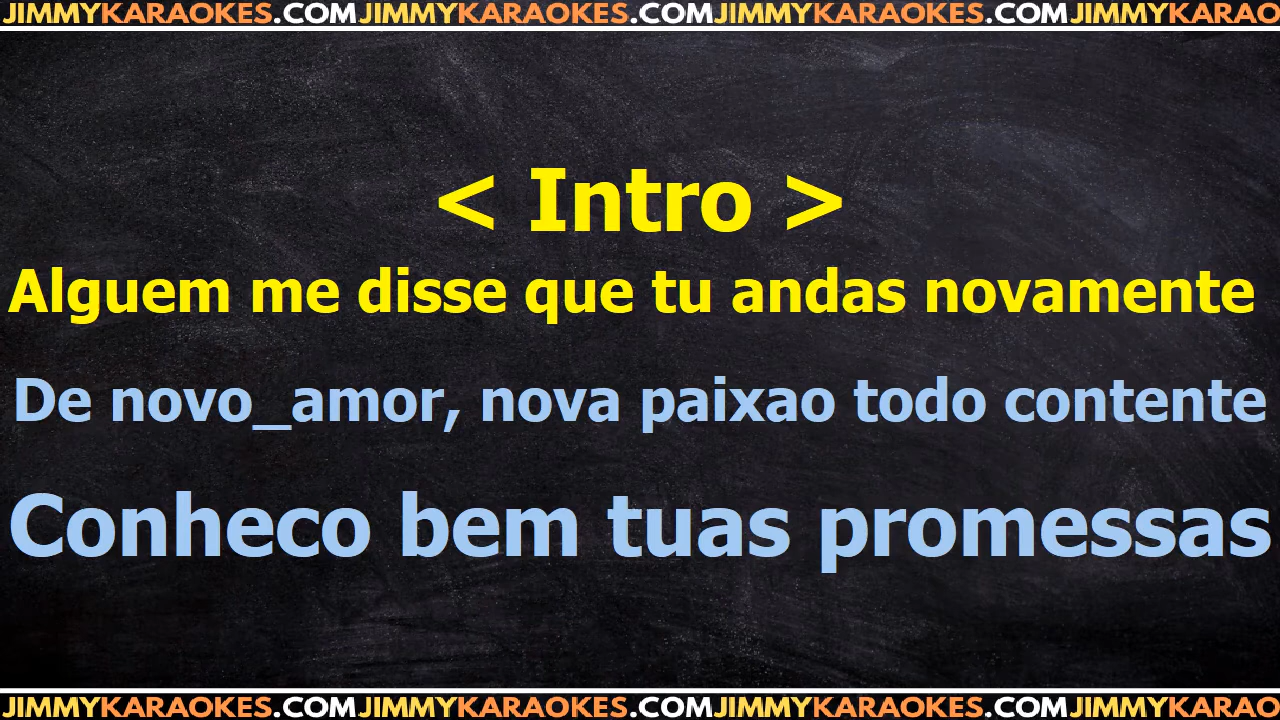 JIMMYKARAOKES.COMJIMMYKARAOKES.COMJIMMYKARAOKES.COMJIMMYKARAO
< Intro >
Alguem me disse que tu andas novamente
De novo_amor, nova paixao todo contente
Conheco bem tuas promessas
JIMMYKARAOKES.COMJIMMYKARAOKES.COMJIMMYKARAOKES.COMJIMMYKARAO